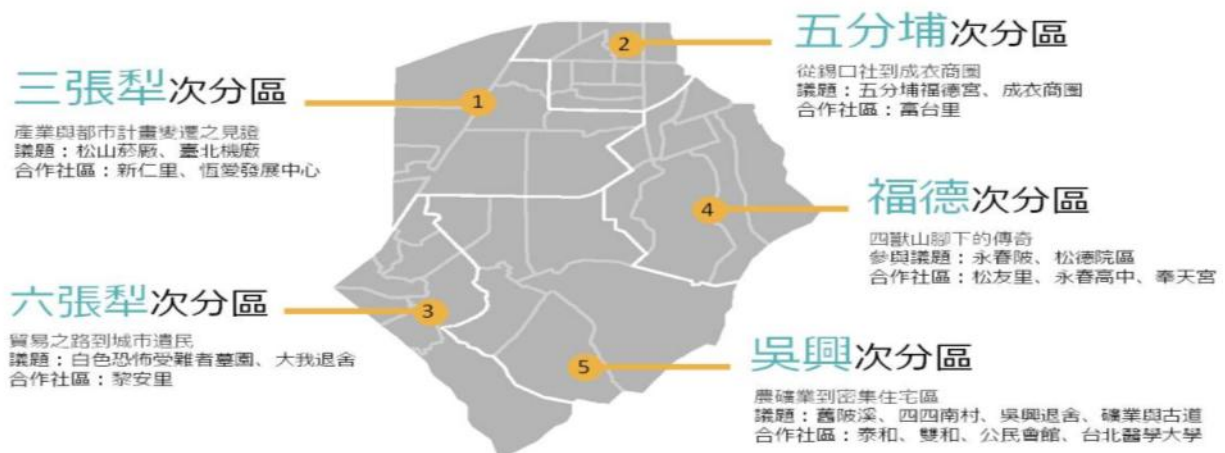 三張犁次分區
產業與都市計畫變遷之見證
議題：松山菸廠、臺北機廠
合作社區：新仁里、恆愛發展中心
1
五分埔次分區
從錫口社到成衣商圈
議題：五分埔福德宮、成衣商圈
合作社區：富台里
2
六張犁次分區
貿易之路到城市遺民
議題：白色恐怖受難者墓園、大我退舍
合作社區：黎安里
3
福德次分區
四獸山腳下的傳奇
參與議題：永春陂、松德院區
合作社區：松友里、永春高中、奉天宮
4
吳興次分區
農礦業到密集住宅區
議題：舊陂溪、四四南村、吳興退舍、礦業與古道
合作社區：泰和、雙和、公民會館、台北醫學大學
5